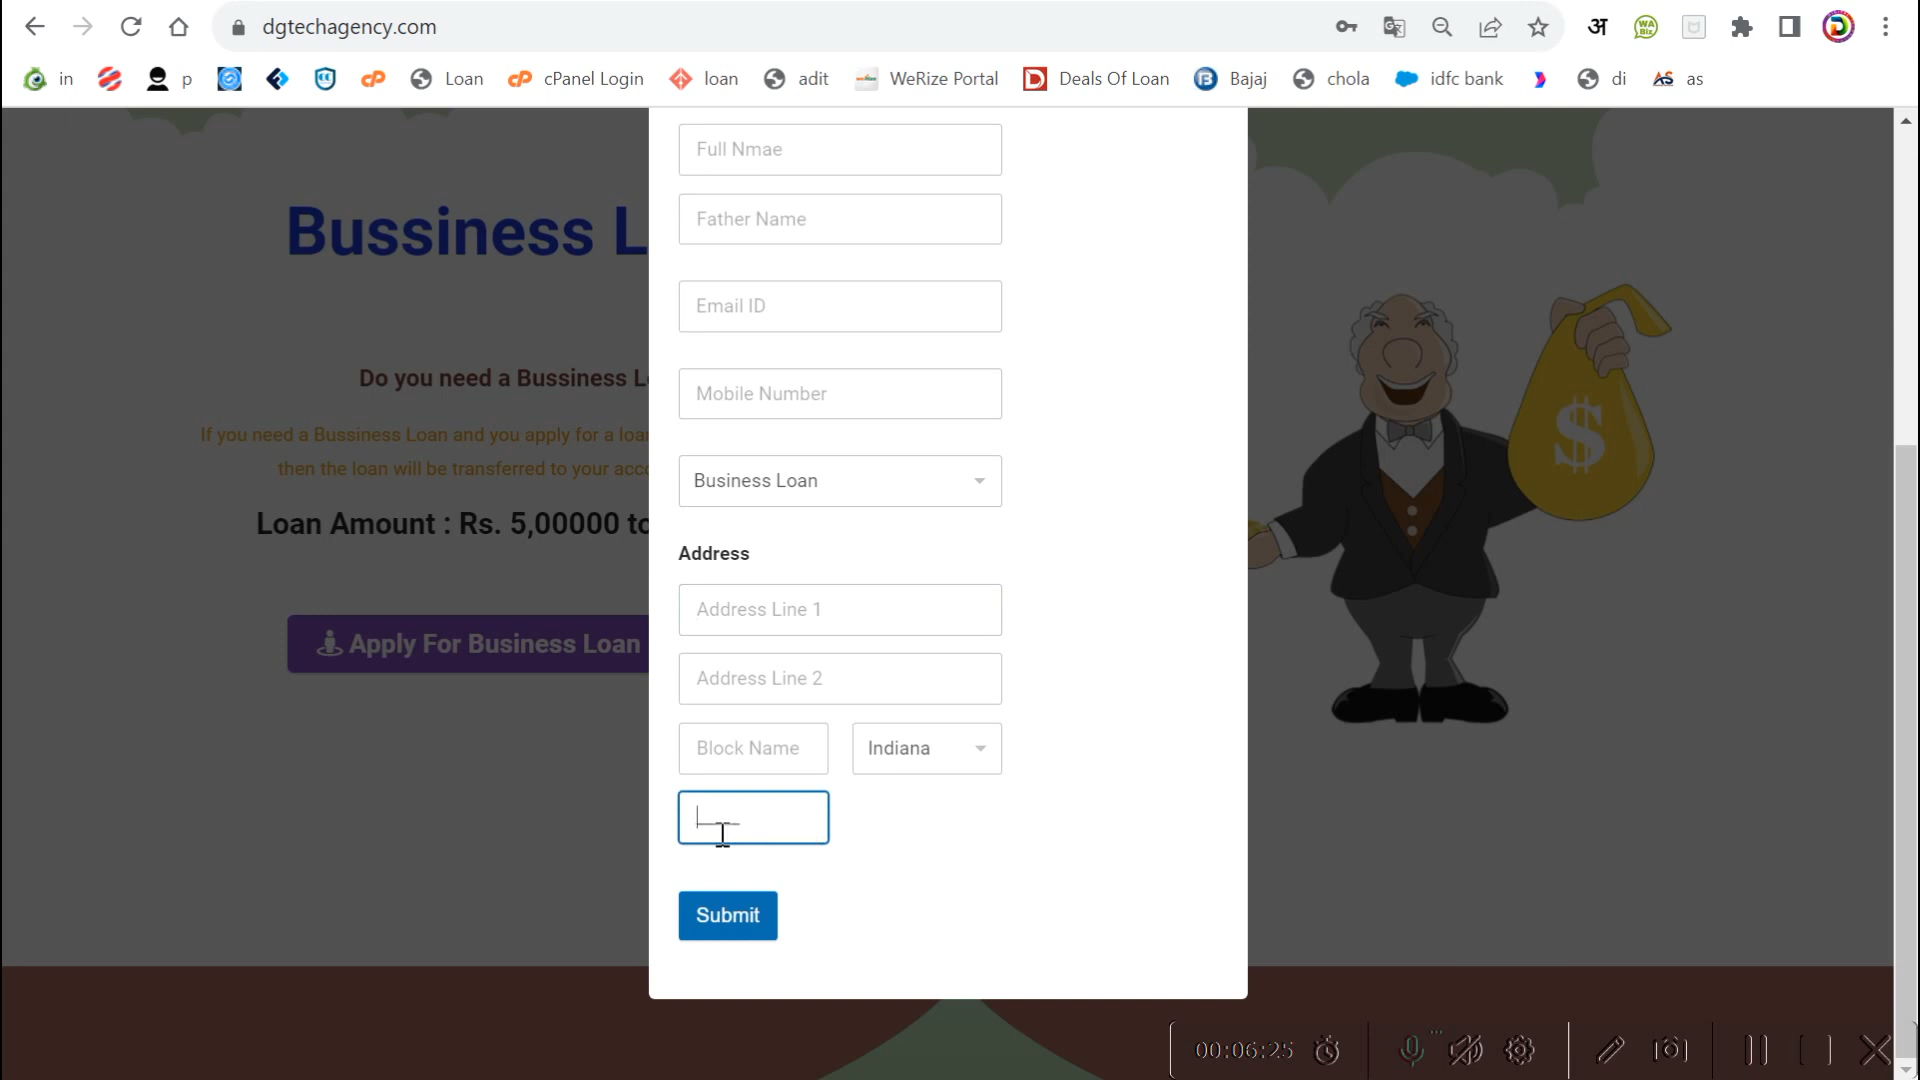 dgtechagency.com
अ
in
p
Loan
cPanel Login
loan
adit
WeRize Portal
Deals Of Loan
Bajaj
chola
idfc bank
di
as
Full Nmae
Father Name
Email ID
Mobile Number
Business Loan
Address
Address Line 1
Address Line 2
Block Name
Indiana
Submit
Bussiness L
Do you need a Bussiness L
If you need a Bussiness Loan and you apply for a loa
then the loan will be transferred to your acc
Loan Amount : Rs. 5,00000 to
Apply For Business Loan
$
00:06:25